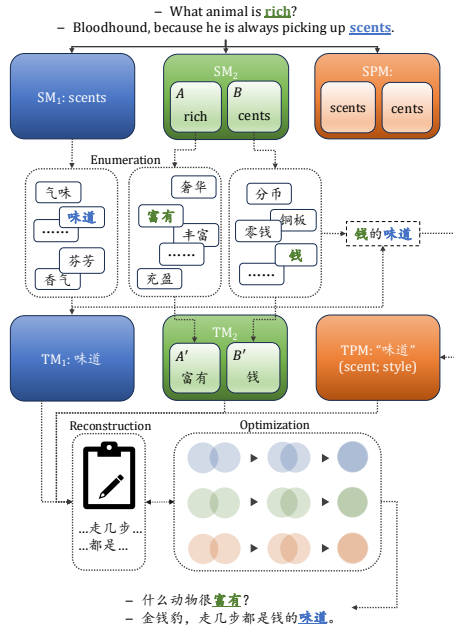 – What animal is rich?
– Bloodhound, because he is always picking up scents.
SM₁: scents
SM₂
A
rich
B
cents
SPM:
scents
cents
Enumeration
气味
味道
……
芬芳
香气
奢华
富有
丰富
……
充盈
分币
铜板
零钱
钱
……
钱的味道
TM₁: 味道
TM₂
A′
富有
B′
钱
TPM: “味道”
(scent; style)
Reconstruction
Optimization
…走几步…
…都是…
– 什么动物很富有?
– 金钱豹，走几步都是钱的味道。